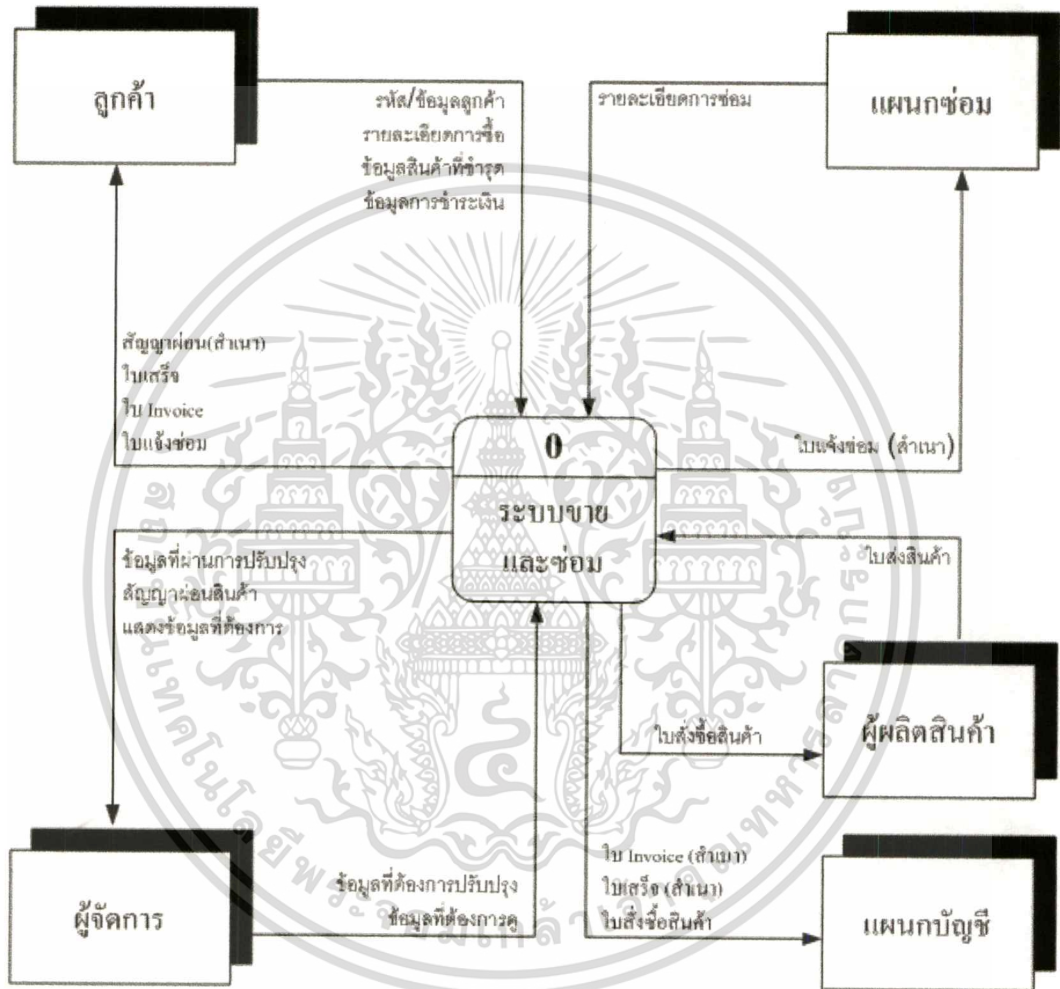 ลูกค้า
แผนกซ่อม
รหัส/ข้อมูลลูกค้า
รายละเอียดการซื้อ
ข้อมูลสินค้าที่ชำรุด
ข้อมูลการชำระเงิน
รายละเอียดการซ่อม
สัญญาผ่อน(สำเนา)
ใบเสร็จ
ใบ Invoice
ใบแจ้งซ่อม
0
ระบบขาย
และซ่อม
ใบแจ้งซ่อม (สำเนา)
ข้อมูลที่ผ่านการปรับปรุง
สัญญาผ่อนสินค้า
แสดงข้อมูลที่ต้องการ
ใบส่งสินค้า
ใบสั่งซื้อสินค้า
ผู้ผลิตสินค้า
ผู้จัดการ
ข้อมูลที่ต้องการปรับปรุง
ข้อมูลที่ต้องการดู
ใบ Invoice (สำเนา)
ใบเสร็จ (สำเนา)
ใบสั่งซื้อสินค้า
แผนกบัญชี